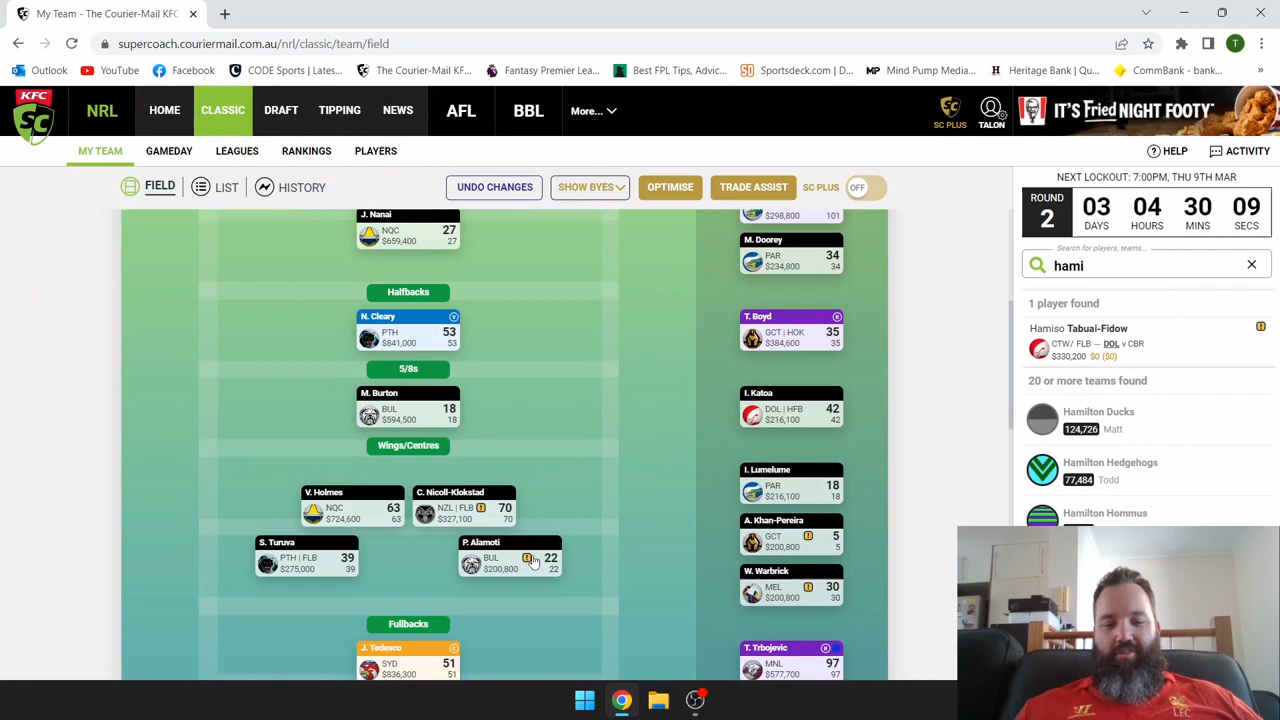 My Team - The Courier-Mail KFC
supercoach.couriermail.com.au/nrl/classic/team/field
T
Outlook YouTube Facebook CODE Sports | Lates... The Courier-Mail KF... Fantasy Premier Lea... Best FPL Tips, Advic... Sportsdeck.com | D... Mind Pump Media... Heritage Bank | Qu... CommBank - bank...
KFC SC NRL HOME CLASSIC DRAFT TIPPING NEWS AFL BBL More... SC PLUS TALON KFC IT'S Fried NIGHT FOOTY
MY TEAM GAMEDAY LEAGUES RANKINGS PLAYERS HELP ACTIVITY
FIELD LIST HISTORY UNDO CHANGES SHOW BYES OPTIMISE TRADE ASSIST SC PLUS OFF
NEXT LOCKOUT: 7:00PM, THU 9TH MAR
ROUND 2
03 DAYS 04 HOURS 30 MINS 09 SECS
Search for players, teams...
hami
1 player found
Hamiso Tabuai-Fidow
CTW/ FLB — DOL v CBR
$330,200 $0 ($0)
20 or more teams found
Hamilton Ducks
124,726 Matt
Hamilton Hedgehogs
77,484 Todd
Hamilton Hommus
J. Nanai
NQC 27
$659,400 27
$298,800 101
M. Doorey
PAR 34
$234,800 34
Halfbacks
N. Cleary V
PTH 53
$841,000 53
T. Boyd R
GCT | HOK 35
$384,600 35
5/8s
M. Burton
BUL 18
$594,500 18
I. Katoa
DOL | HFB 42
$216,100 42
Wings/Centres
V. Holmes
NQC 63
$724,600 63
C. Nicoll-Klokstad
NZL | FLB 70
$327,100 70
S. Turuva
PTH | FLB 39
$275,000 39
P. Alamoti
BUL 22
$200,800 22
I. Lumelume
PAR 18
$216,100 18
A. Khan-Pereira
GCT 5
$200,800 5
W. Warbrick
MEL 30
$200,800 30
Fullbacks
J. Tedesco C
SYD 51
$836,300 51
T. Trbojevic R
MNL 97
$577,700 97
L.F.C.